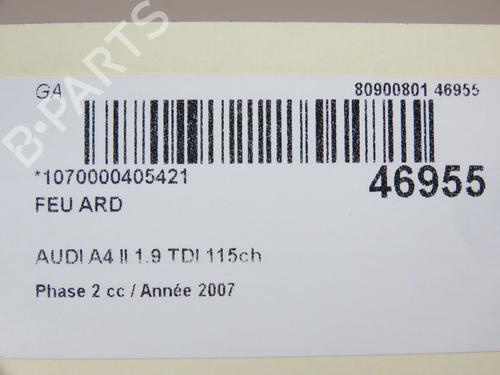 B-PARTS
GA 80900801 46955
*1070000405421 46955
FEU ARD
AUDI A4 II 1.9 TDI 115ch
Phase 2 cc / Année 2007